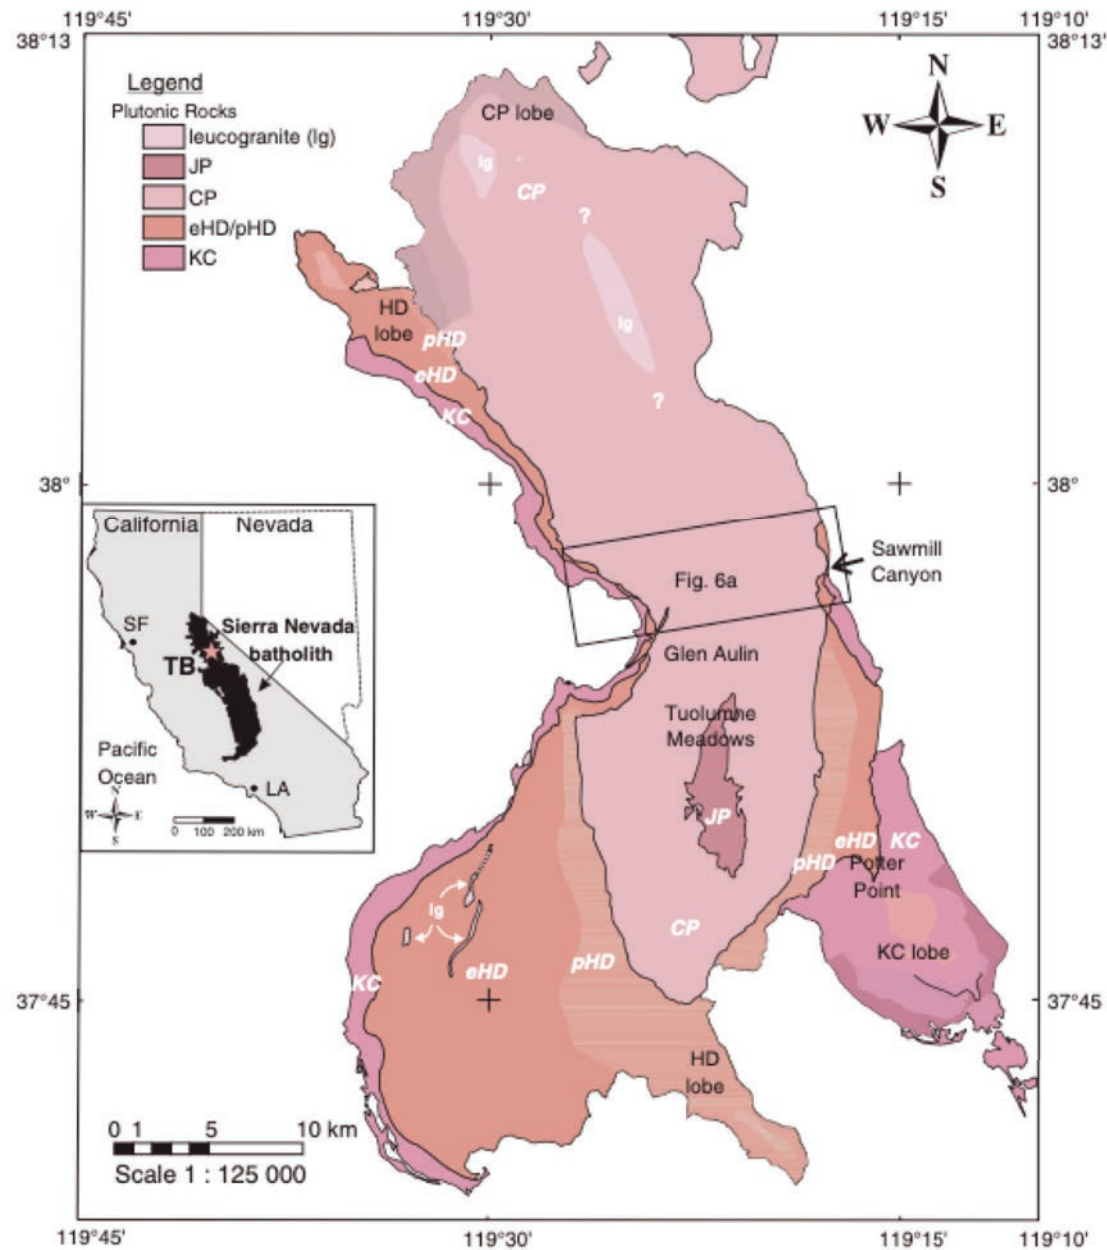 119°45'
119°30'
119°15'
119°10'
38°13'
38°13'
Legend
Plutonic Rocks
leucogranite (lg)
JP
CP
eHD/pHD
KC
N
W
E
S
CP lobe
lg
CP
?
lg
?
HD
lobe
pHD
eHD
KC
38°
38°
Fig. 6a
Sawmill
Canyon
Glen Aulin
Tuolumne
Meadows
JP
CP
eHD
pHD
KC
Potter
Point
KC lobe
lg
eHD
pHD
KC
HD
lobe
37°45
37°45
California
Nevada
SF
Sierra Nevada
batholith
TB
Pacific
Ocean
LA
N
W
E
S
0 100 200 km
0 1 5 10 km
Scale 1 : 125 000
119°45'
119°30'
119°15'
119°10'